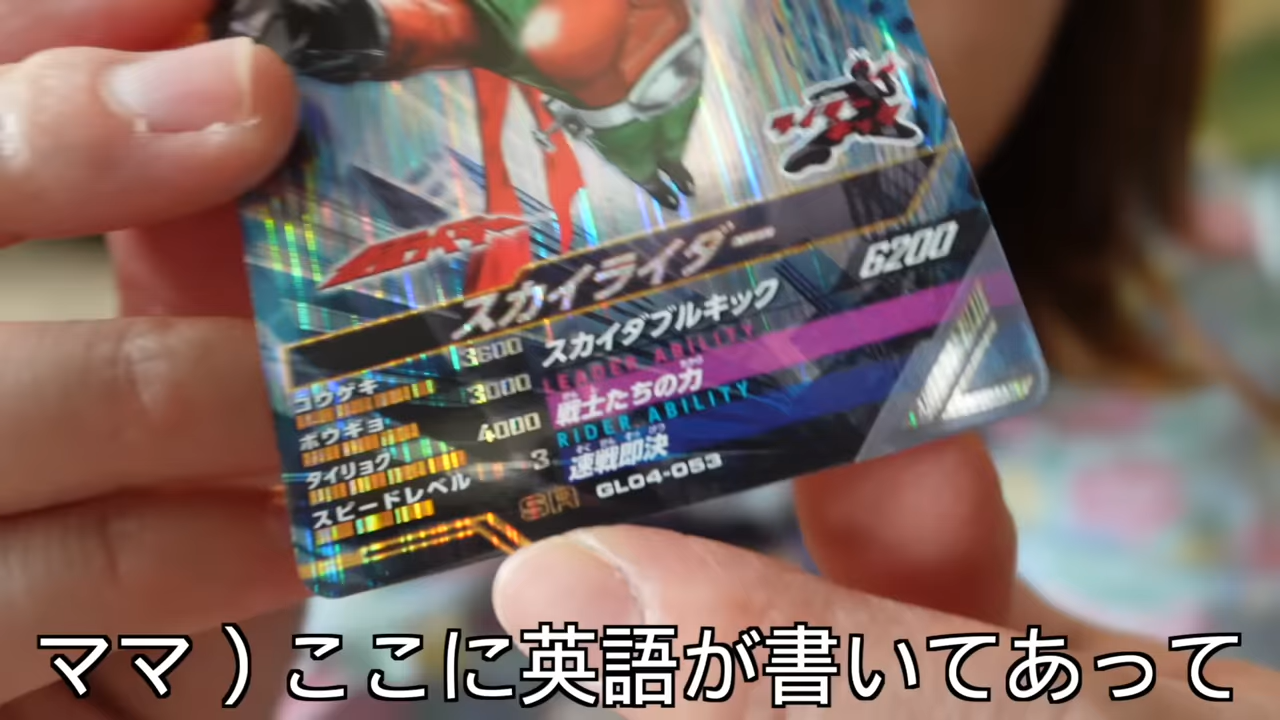 スカイライダー
スカイダブルキック 6200
コウゲキ 3600
ボウギョ 3000
タイリョク 4000
スピードレベル 3
LEADER ABILITY
戦士たちの力
RIDER ABILITY
速戦即決
SR GL04-053
ママ）ここに英語が書いてあって